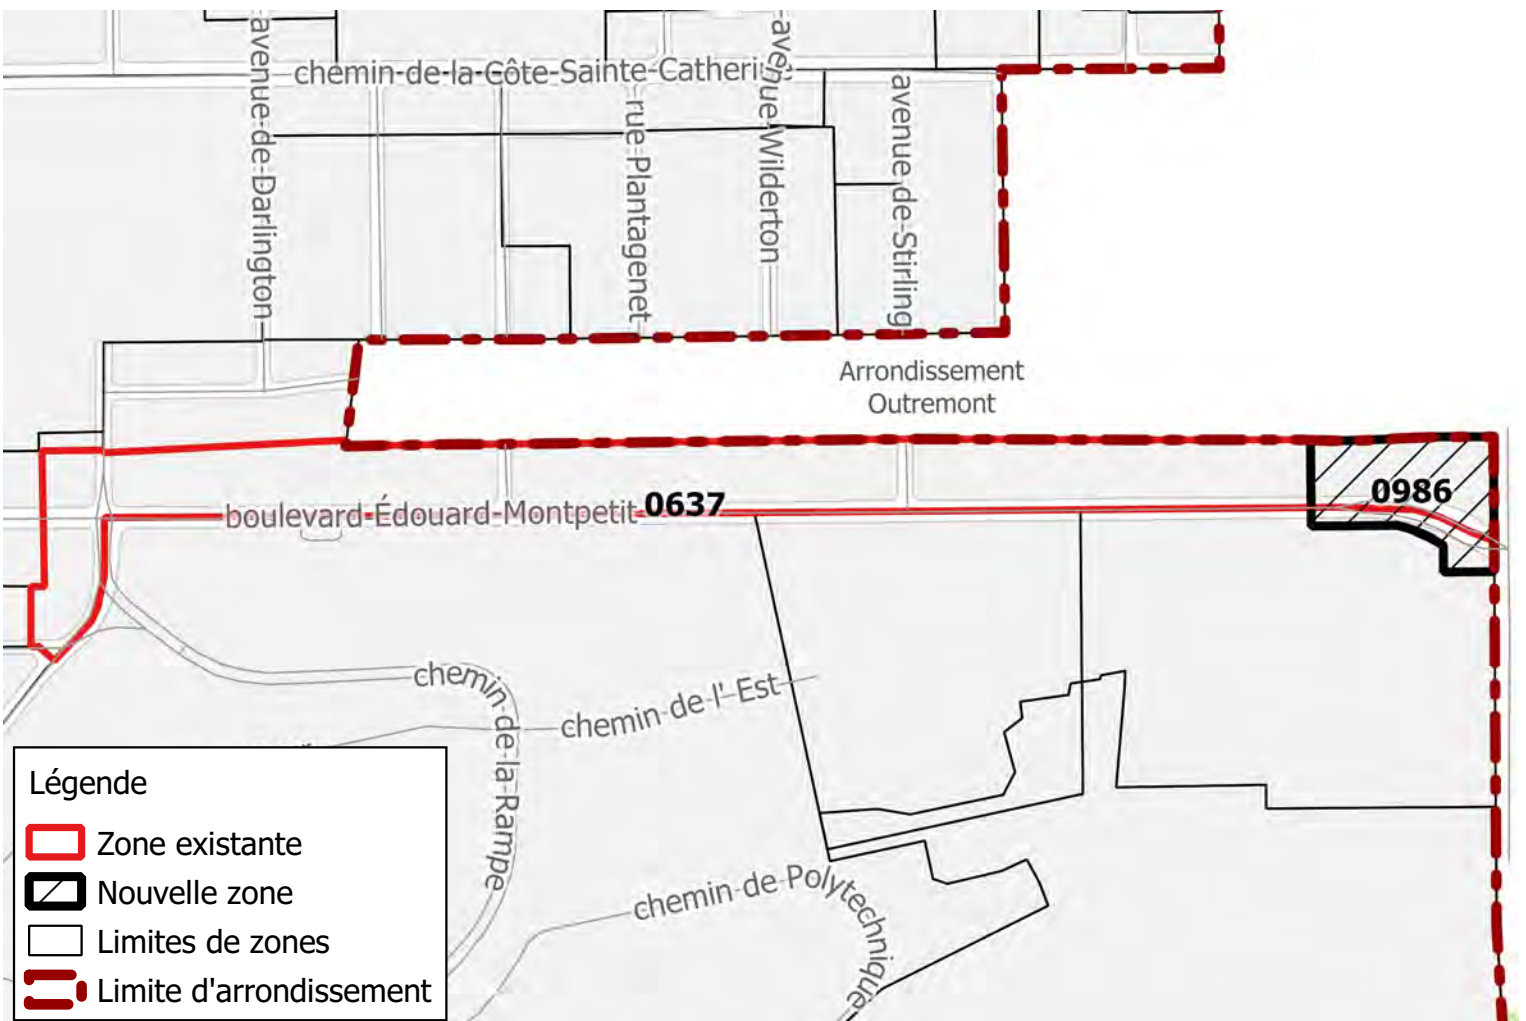 avenue-de-Darlington
chemin-de-la-Côte-Sainte-Catherine
rue-Plantagenet
avenue-Wilderton
avenue-de-Stirling
Arrondissement
Outremont
boulevard-Édouard-Montpetit
0637
0986
chemin-de-la-Rampe
chemin-de-l'-Est
chemin-de-Polytechnique
Légende
Zone existante
Nouvelle zone
Limites de zones
Limite d'arrondissement